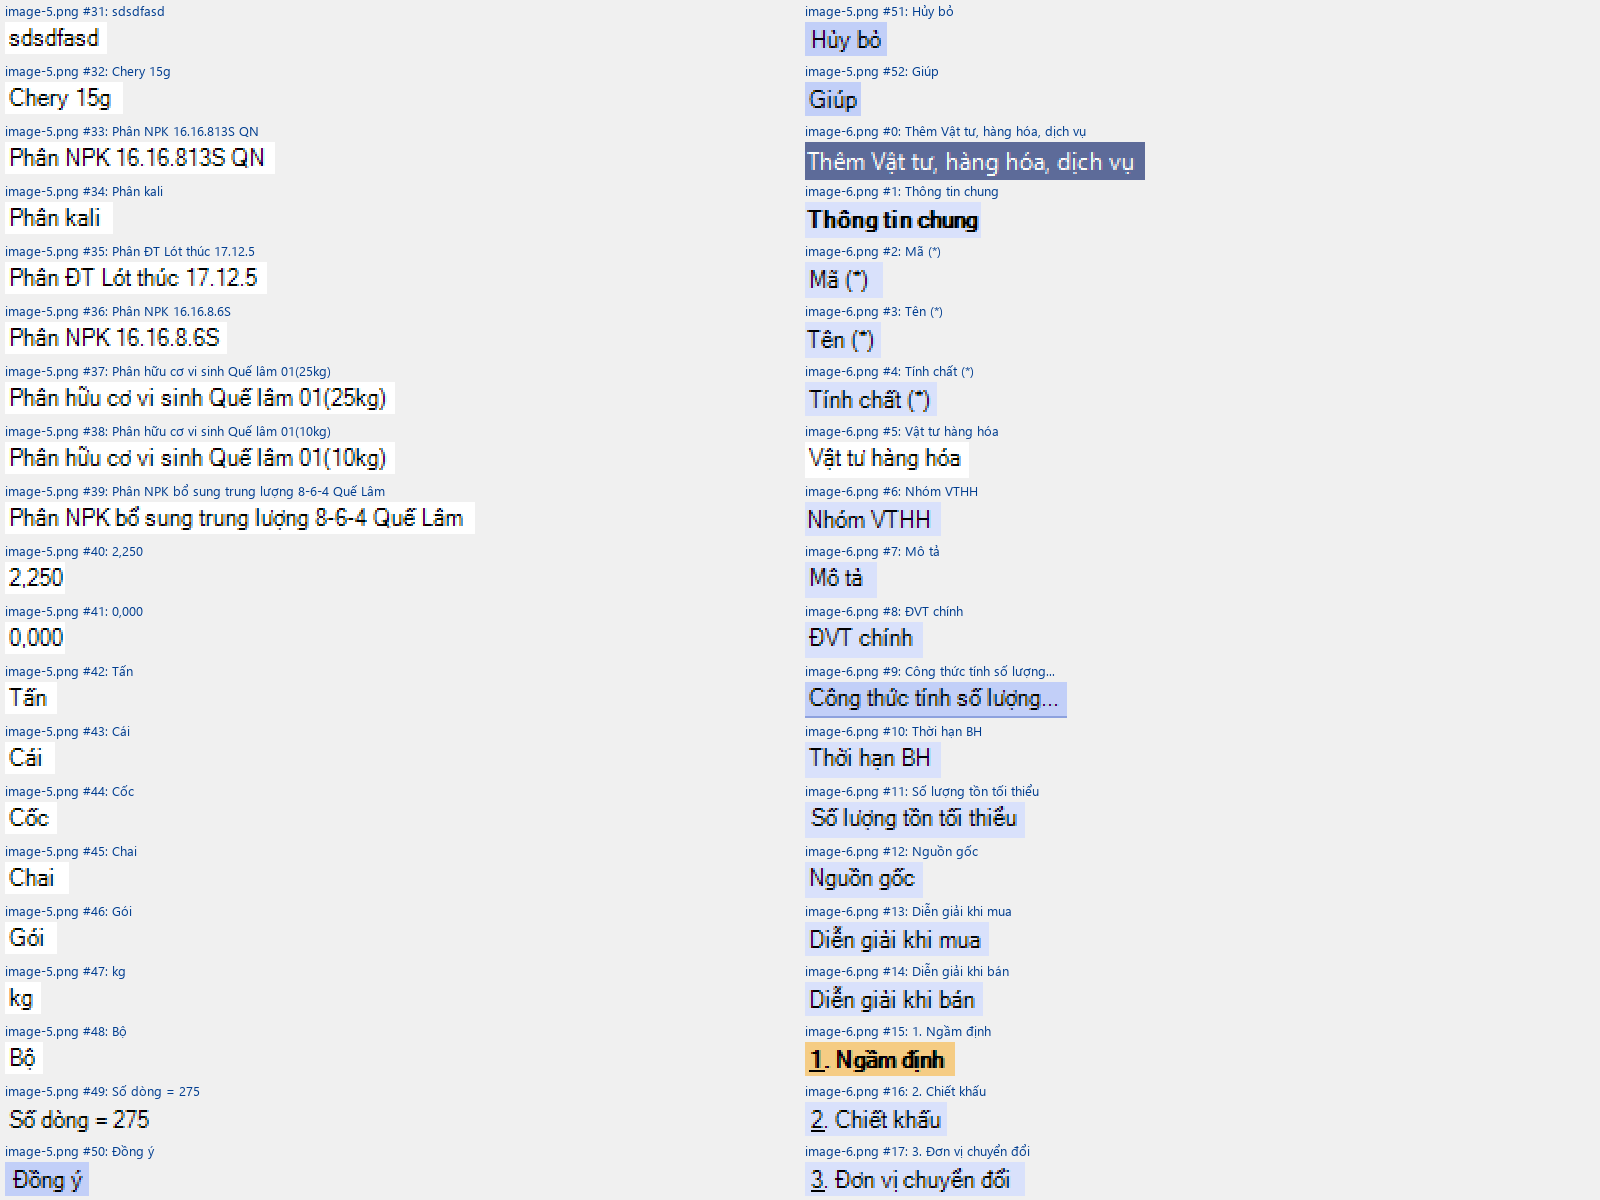 image-5.png #31: sdsdfasd
sdsdfasd
image-5.png #32: Chery 15g
Chery 15g
image-5.png #33: Phân NPK 16.16.813S QN
Phân NPK 16.16.813S QN
image-5.png #34: Phân kali
Phân kali
image-5.png #35: Phân ĐT Lót thúc 17.12.5
Phân ĐT Lót thúc 17.12.5
image-5.png #36: Phân NPK 16.16.8.6S
Phân NPK 16.16.8.6S
image-5.png #37: Phân hữu cơ vi sinh Quế lâm 01(25kg)
Phân hữu cơ vi sinh Quế lâm 01(25kg)
image-5.png #38: Phân hữu cơ vi sinh Quế lâm 01(10kg)
Phân hữu cơ vi sinh Quế lâm 01(10kg)
image-5.png #39: Phân NPK bổ sung trung lượng 8-6-4 Quế Lâm
Phân NPK bổ sung trung lượng 8-6-4 Quế Lâm
image-5.png #40: 2,250
2,250
image-5.png #41: 0,000
0,000
image-5.png #42: Tấn
Tấn
image-5.png #43: Cái
Cái
image-5.png #44: Cốc
Cốc
image-5.png #45: Chai
Chai
image-5.png #46: Gói
Gói
image-5.png #47: kg
kg
image-5.png #48: Bộ
Bộ
image-5.png #49: Số dòng = 275
Số dòng = 275
image-5.png #50: Đồng ý
Đồng ý
image-5.png #51: Hủy bỏ
Hủy bỏ
image-5.png #52: Giúp
Giúp
image-6.png #0: Thêm Vật tư, hàng hóa, dịch vụ
Thêm Vật tư, hàng hóa, dịch vụ
image-6.png #1: Thông tin chung
Thông tin chung
image-6.png #2: Mã (*)
Mã (*)
image-6.png #3: Tên (*)
Tên (*)
image-6.png #4: Tính chất (*)
Tính chất (*)
image-6.png #5: Vật tư hàng hóa
Vật tư hàng hóa
image-6.png #6: Nhóm VTHH
Nhóm VTHH
image-6.png #7: Mô tả
Mô tả
image-6.png #8: ĐVT chính
ĐVT chính
image-6.png #9: Công thức tính số lượng...
Công thức tính số lượng...
image-6.png #10: Thời hạn BH
Thời hạn BH
image-6.png #11: Số lượng tồn tối thiểu
Số lượng tồn tối thiểu
image-6.png #12: Nguồn gốc
Nguồn gốc
image-6.png #13: Diễn giải khi mua
Diễn giải khi mua
image-6.png #14: Diễn giải khi bán
Diễn giải khi bán
image-6.png #15: 1. Ngầm định
1. Ngầm định
image-6.png #16: 2. Chiết khấu
2. Chiết khấu
image-6.png #17: 3. Đơn vị chuyển đổi
3. Đơn vị chuyển đổi